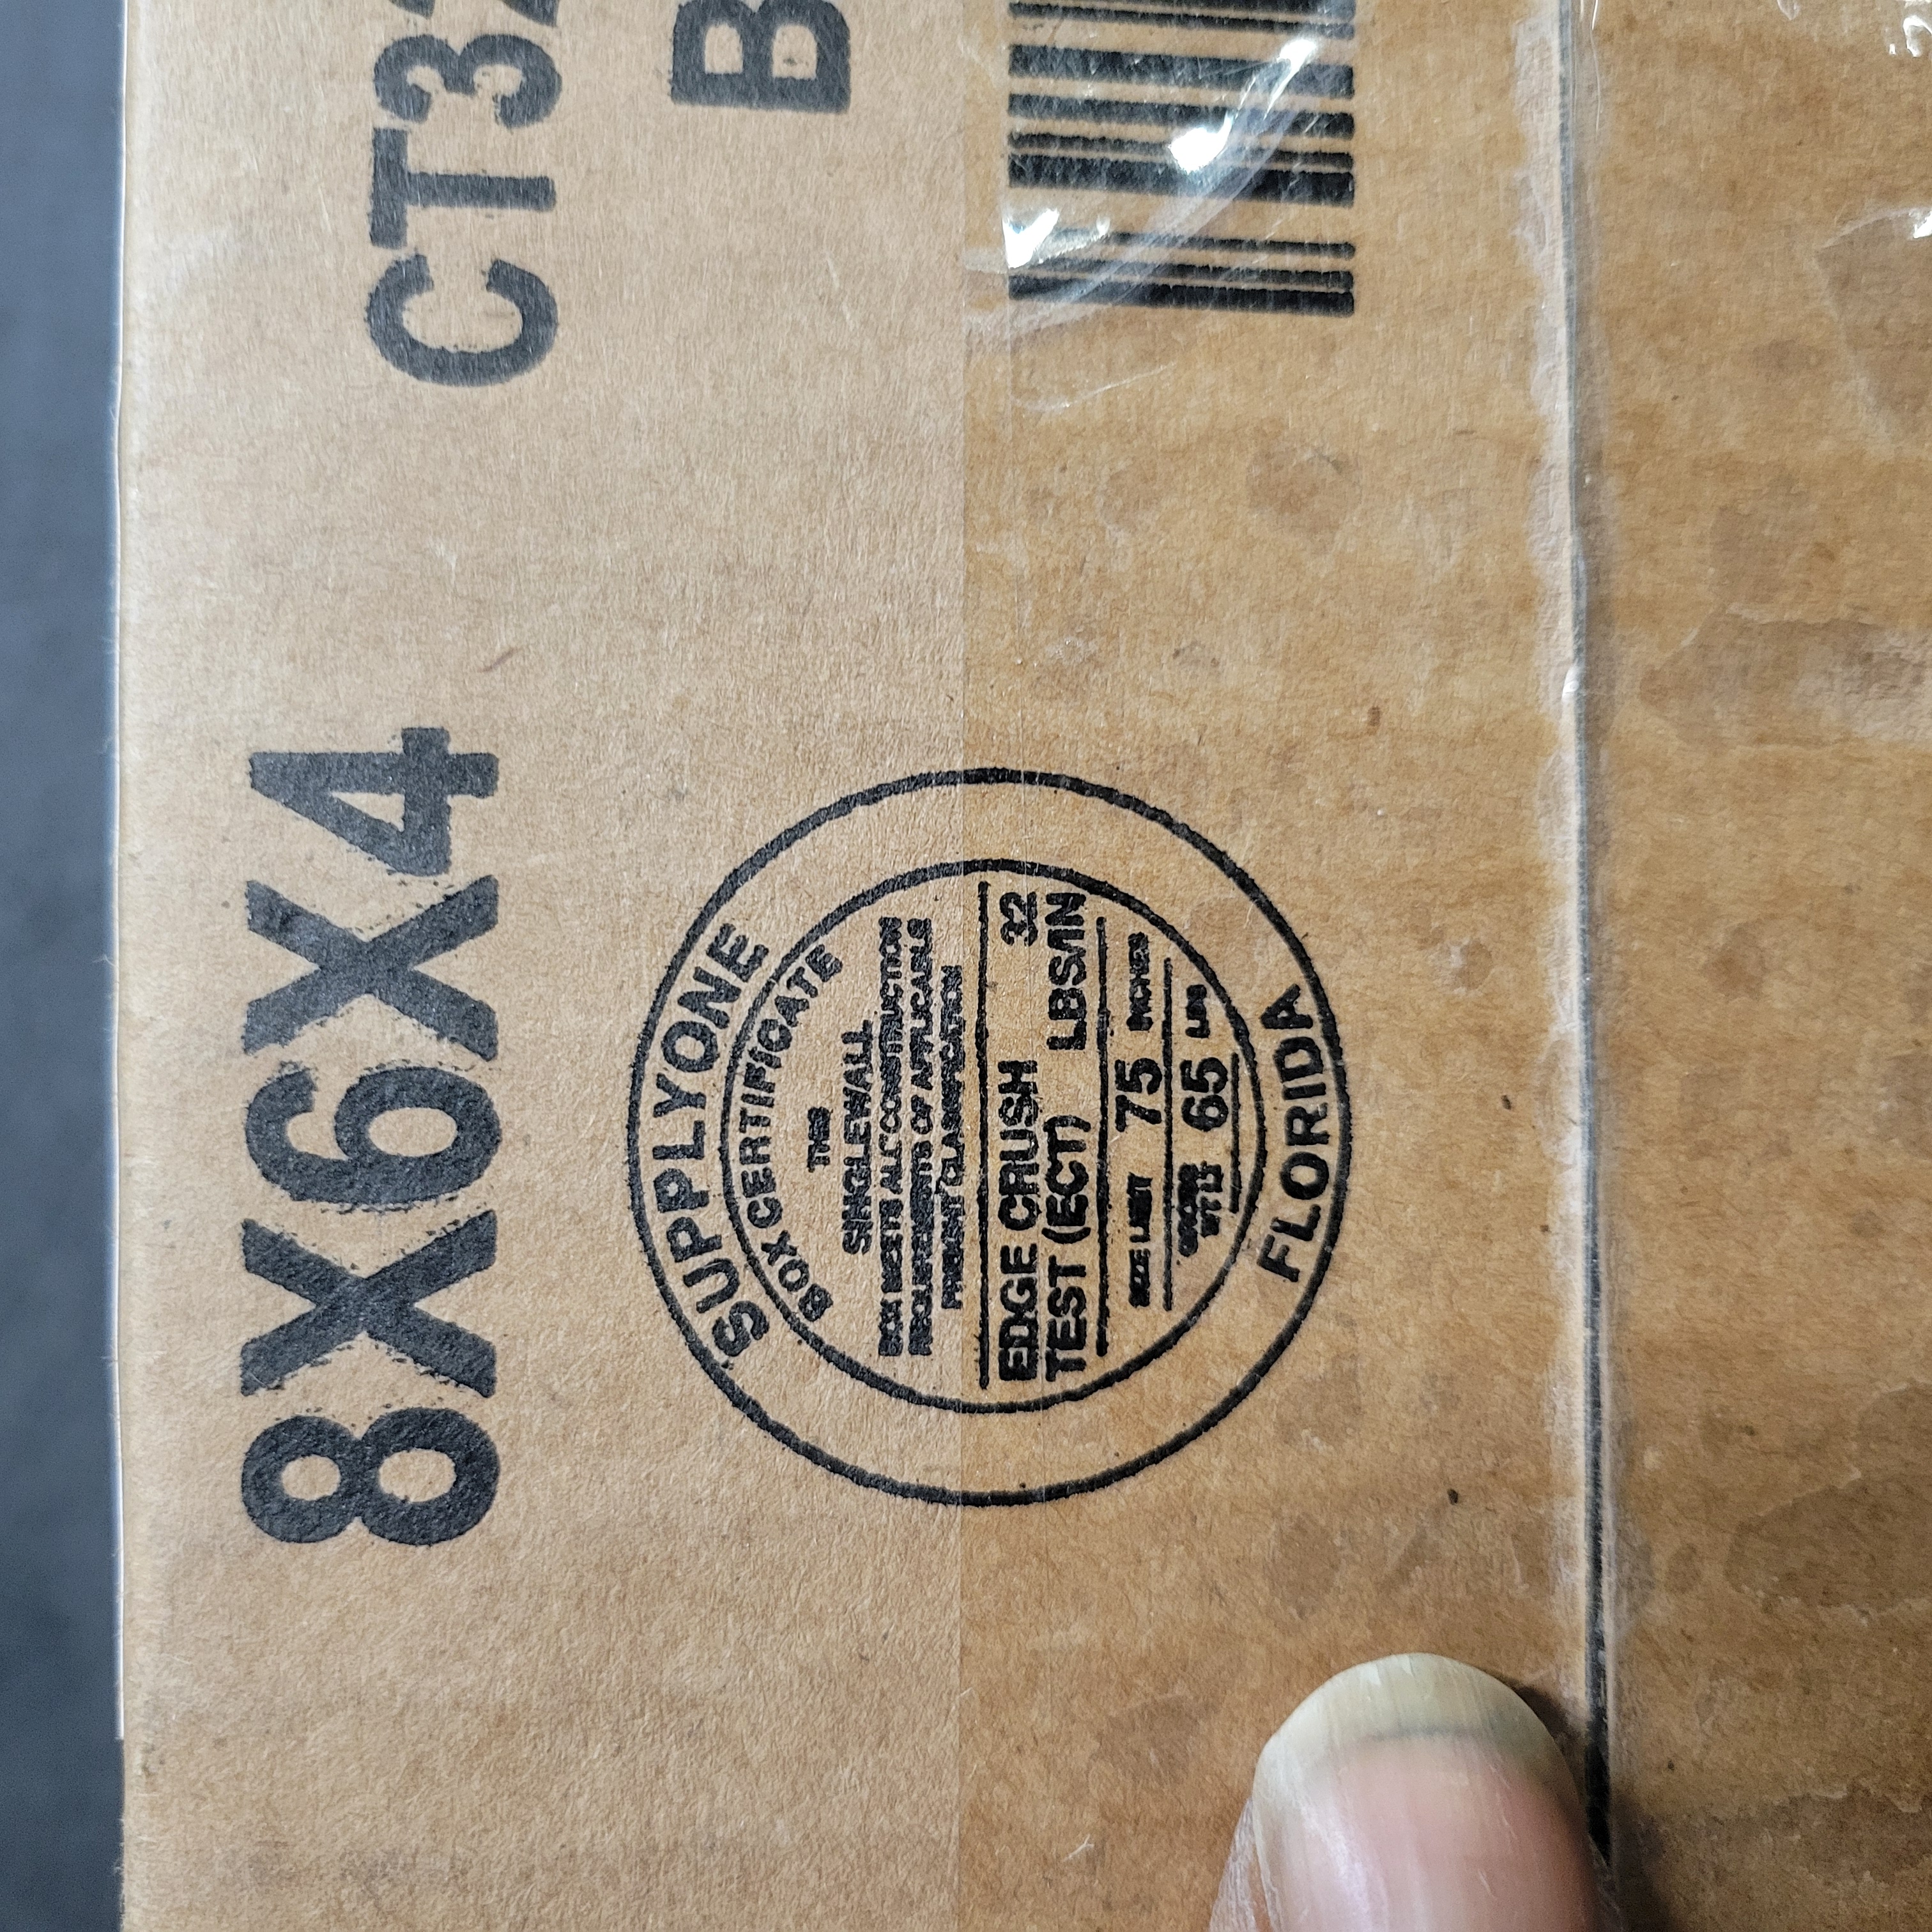 8X6X4
CT32
B
SUPPLYONE
BOX CERTIFICATE
THIS
SINGLEWALL
BOX MEETS ALL CONSTRUCTION
REQUIREMENTS OF APPLICABLE
FREIGHT CLASSIFICATION
EDGE CRUSH 32
TEST (ECT) LBS/IN
SIZE LIMIT 75 INCHES
GROSS WT LT 65 LBS
FLORIDA